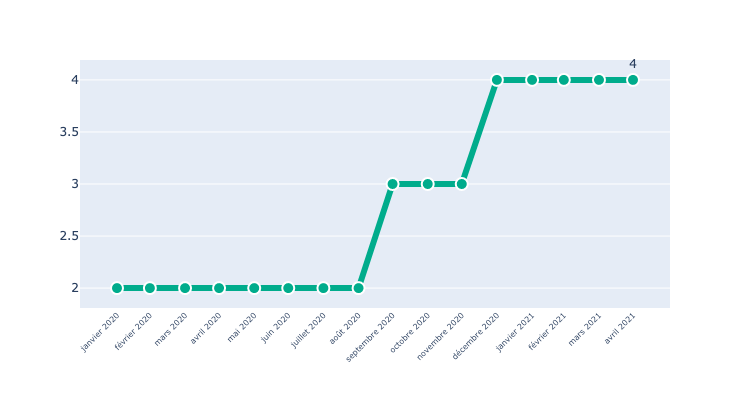 4
4
3.5
3
2.5
2
janvier 2020
février 2020
mars 2020
avril 2020
mai 2020
juin 2020
juillet 2020
août 2020
septembre 2020
octobre 2020
novembre 2020
décembre 2020
janvier 2021
février 2021
mars 2021
avril 2021